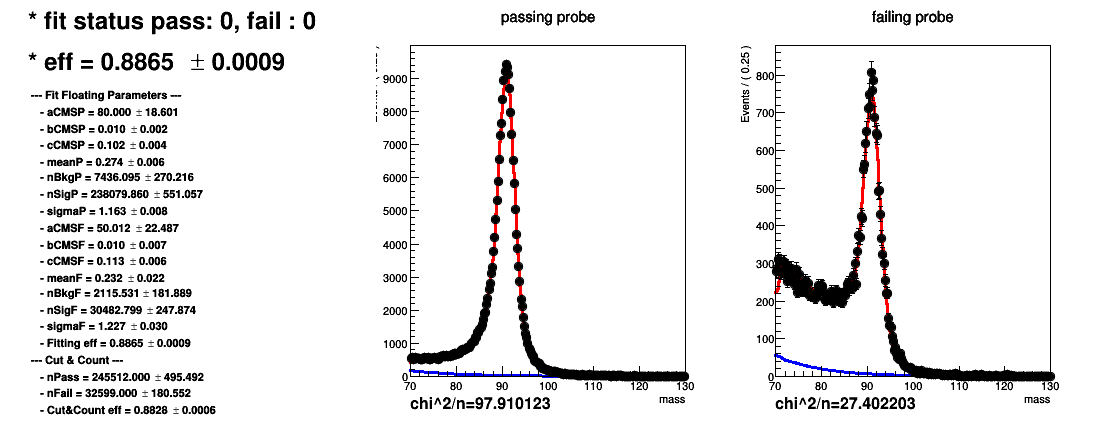 * fit status pass: 0, fail : 0
* eff = 0.8865 ± 0.0009
--- Fit Floating Parameters ---
- aCMSP = 80.000 ± 18.601
- bCMSP = 0.010 ± 0.002
- cCMSP = 0.102 ± 0.004
- meanP = 0.274 ± 0.006
- nBkgP = 7436.095 ± 270.216
- nSigP = 238079.860 ± 551.057
- sigmaP = 1.163 ± 0.008
- aCMSF = 50.012 ± 22.487
- bCMSF = 0.010 ± 0.007
- cCMSF = 0.113 ± 0.006
- meanF = 0.232 ± 0.022
- nBkgF = 2115.531 ± 181.889
- nSigF = 30482.799 ± 247.874
- sigmaF = 1.227 ± 0.030
- Fitting eff = 0.8865 ± 0.0009
--- Cut & Count ---
- nPass = 245512.000 ± 495.492
- nFail = 32599.000 ± 180.552
- Cut&Count eff = 0.8828 ± 0.0006
passing probe
9000
8000
7000
6000
5000
4000
3000
2000
1000
0
70 80 90 100 110 120 130
mass
chi^2/n=97.910123
failing probe
Events / ( 0.25 )
800
700
600
500
400
300
200
100
0
70 80 90 100 110 120 130
mass
chi^2/n=27.402203